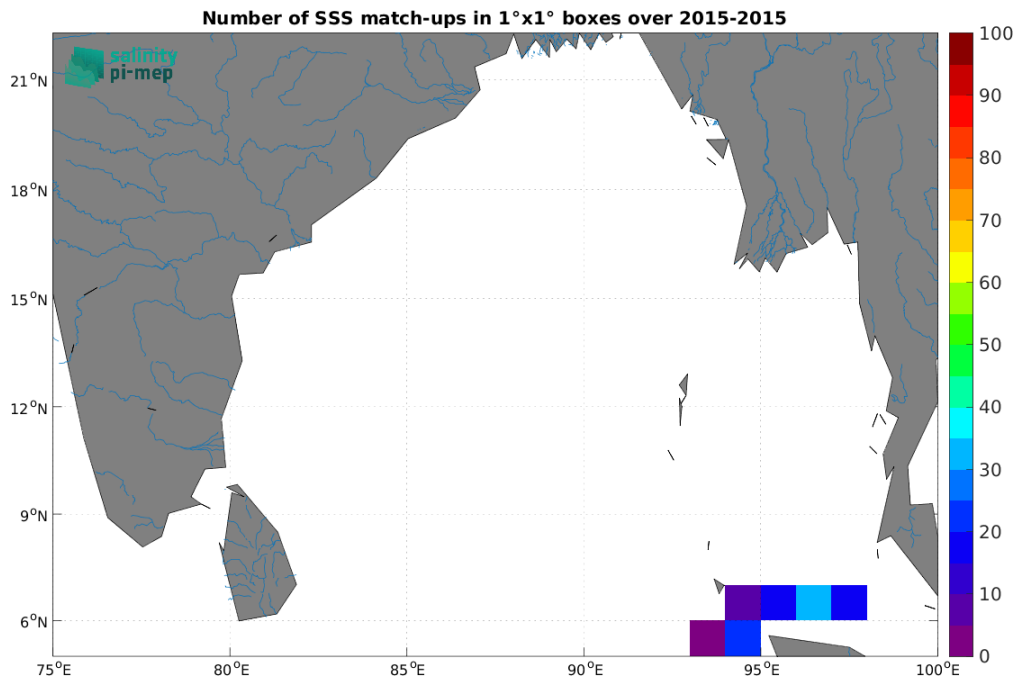 Number of SSS match-ups in 1°x1° boxes over 2015-2015
salinity
pi-mep
21°N
18°N
15°N
12°N
9°N
6°N
75°E
80°E
85°E
90°E
95°E
100°E
100
90
80
70
60
50
40
30
20
10
0